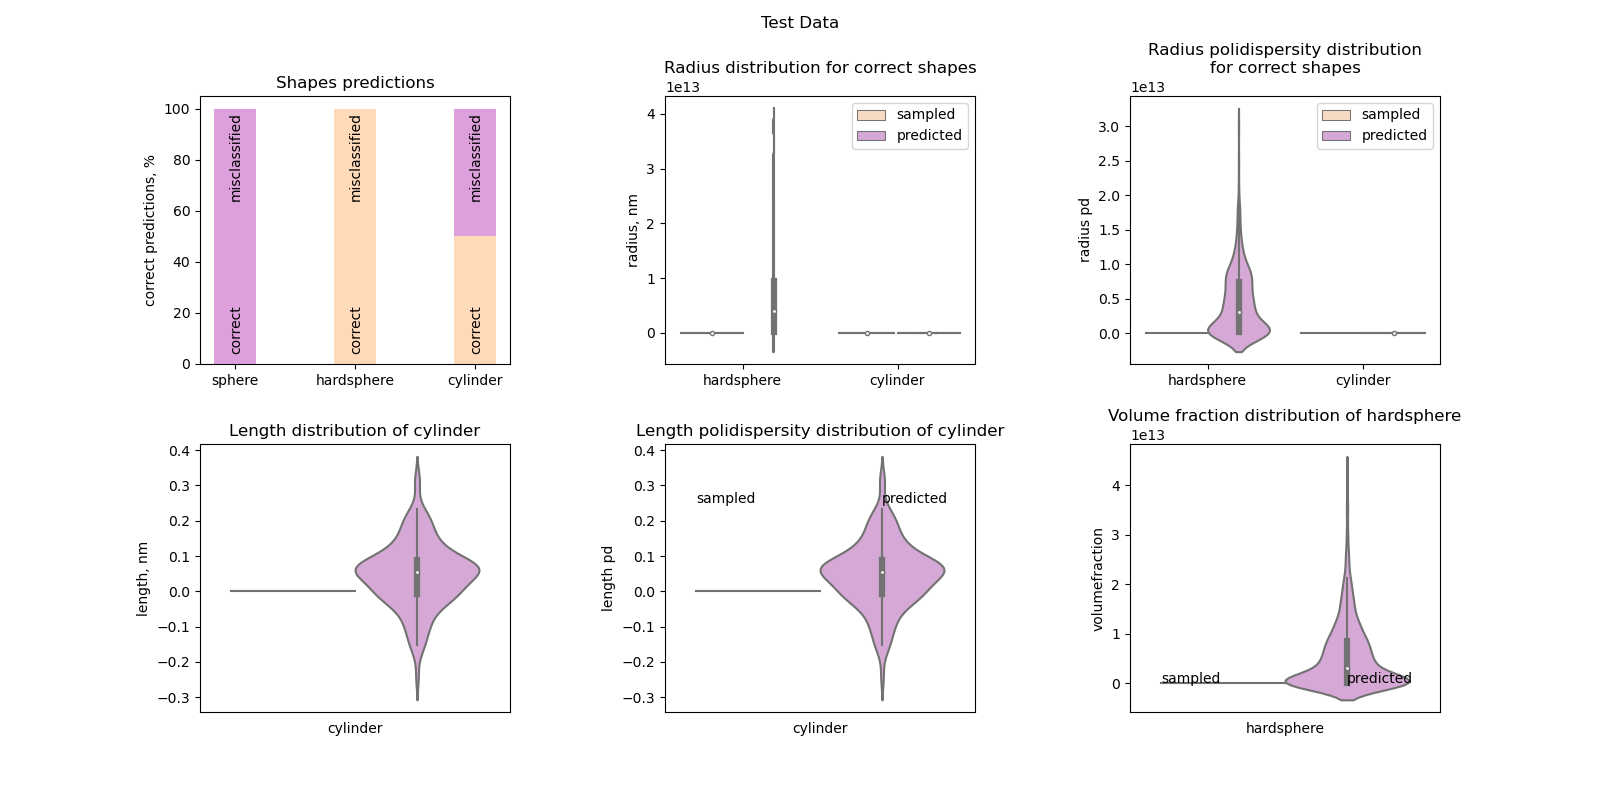 Test Data
Shapes predictions
correct predictions, %
100
80
60
40
20
0
misclassified
misclassified
misclassified
correct
correct
correct
sphere
hardsphere
cylinder
Radius distribution for correct shapes
1e13
radius, nm
4
3
2
1
0
sampled
predicted
hardsphere
cylinder
Radius polidispersity distribution
for correct shapes
1e13
radius pd
3.0
2.5
2.0
1.5
1.0
0.5
0.0
sampled
predicted
hardsphere
cylinder
Length distribution of cylinder
length, nm
0.4
0.3
0.2
0.1
0.0
−0.1
−0.2
−0.3
cylinder
Length polidispersity distribution of cylinder
length pd
0.4
0.3
0.2
0.1
0.0
−0.1
−0.2
−0.3
sampled
predicted
cylinder
Volume fraction distribution of hardsphere
1e13
volumefraction
4
3
2
1
0
sampled
predicted
hardsphere